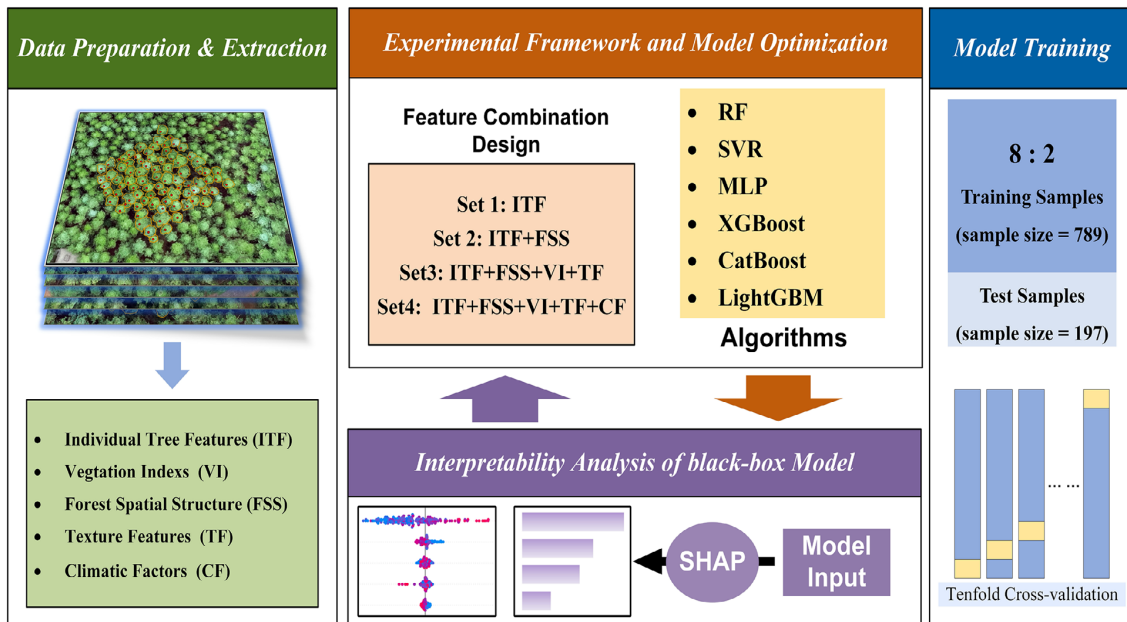 Data Preparation & Extraction
Individual Tree Features (ITF)
Vegtation Indexs (VI)
Forest Spatial Structure (FSS)
Texture Features (TF)
Climatic Factors (CF)
Experimental Framework and Model Optimization
Feature Combination
Design
Set 1: ITF
Set 2: ITF+FSS
Set3: ITF+FSS+VI+TF
Set4: ITF+FSS+VI+TF+CF
RF
SVR
MLP
XGBoost
CatBoost
LightGBM
Algorithms
Interpretability Analysis of black-box Model
SHAP
Model
Input
Model Training
8 : 2
Training Samples
(sample size = 789)
Test Samples
(sample size = 197)
... ...
Tenfold Cross-validation